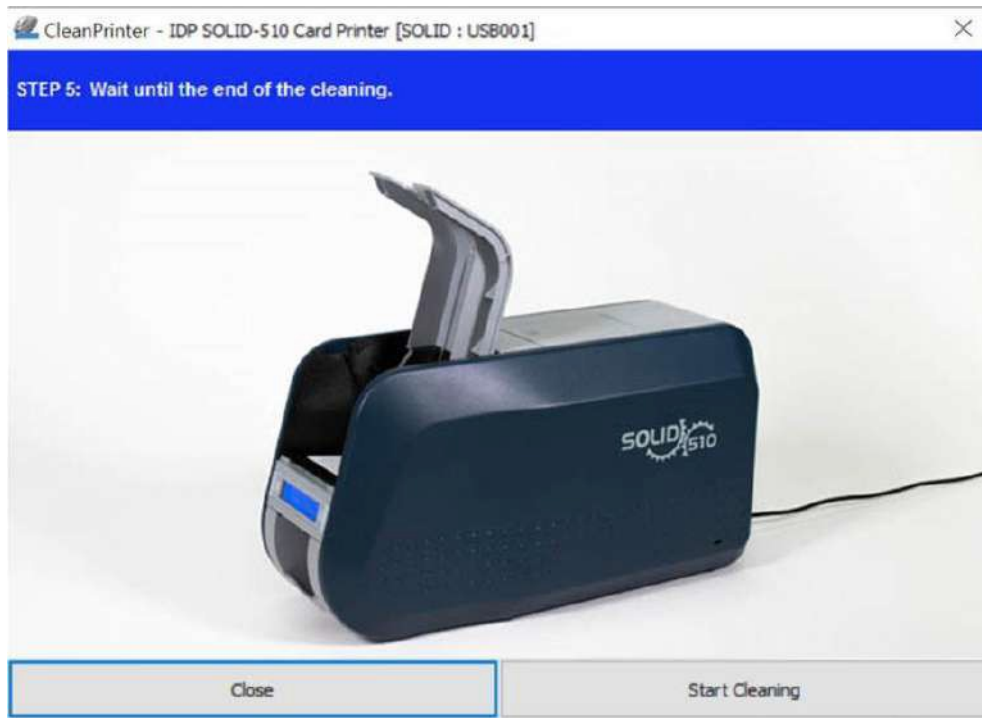 CleanPrinter - IDP SOLID-510 Card Printer [SOLID : USB001]
STEP 5: Wait until the end of the cleaning.
SOLID 510
Close
Start Cleaning